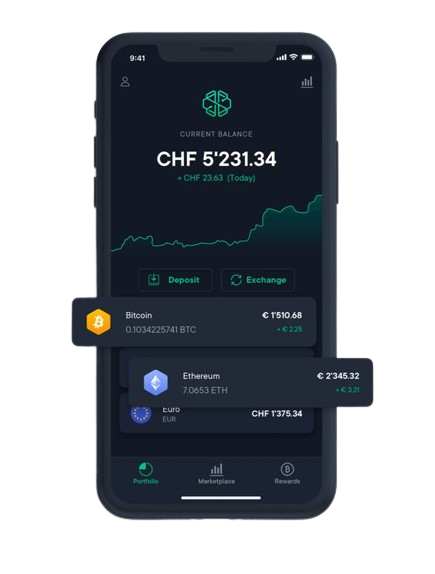 9:41
CURRENT BALANCE
CHF 5'231.34
+ CHF 23.63 (Today)
Deposit
Exchange
Bitcoin € 1'510.68
0.1034225741 BTC + € 2.25
Ethereum € 2'345.32
7.0653 ETH + € 3.21
Euro CHF 1'375.34
EUR
Portfolio Marketplace Rewards